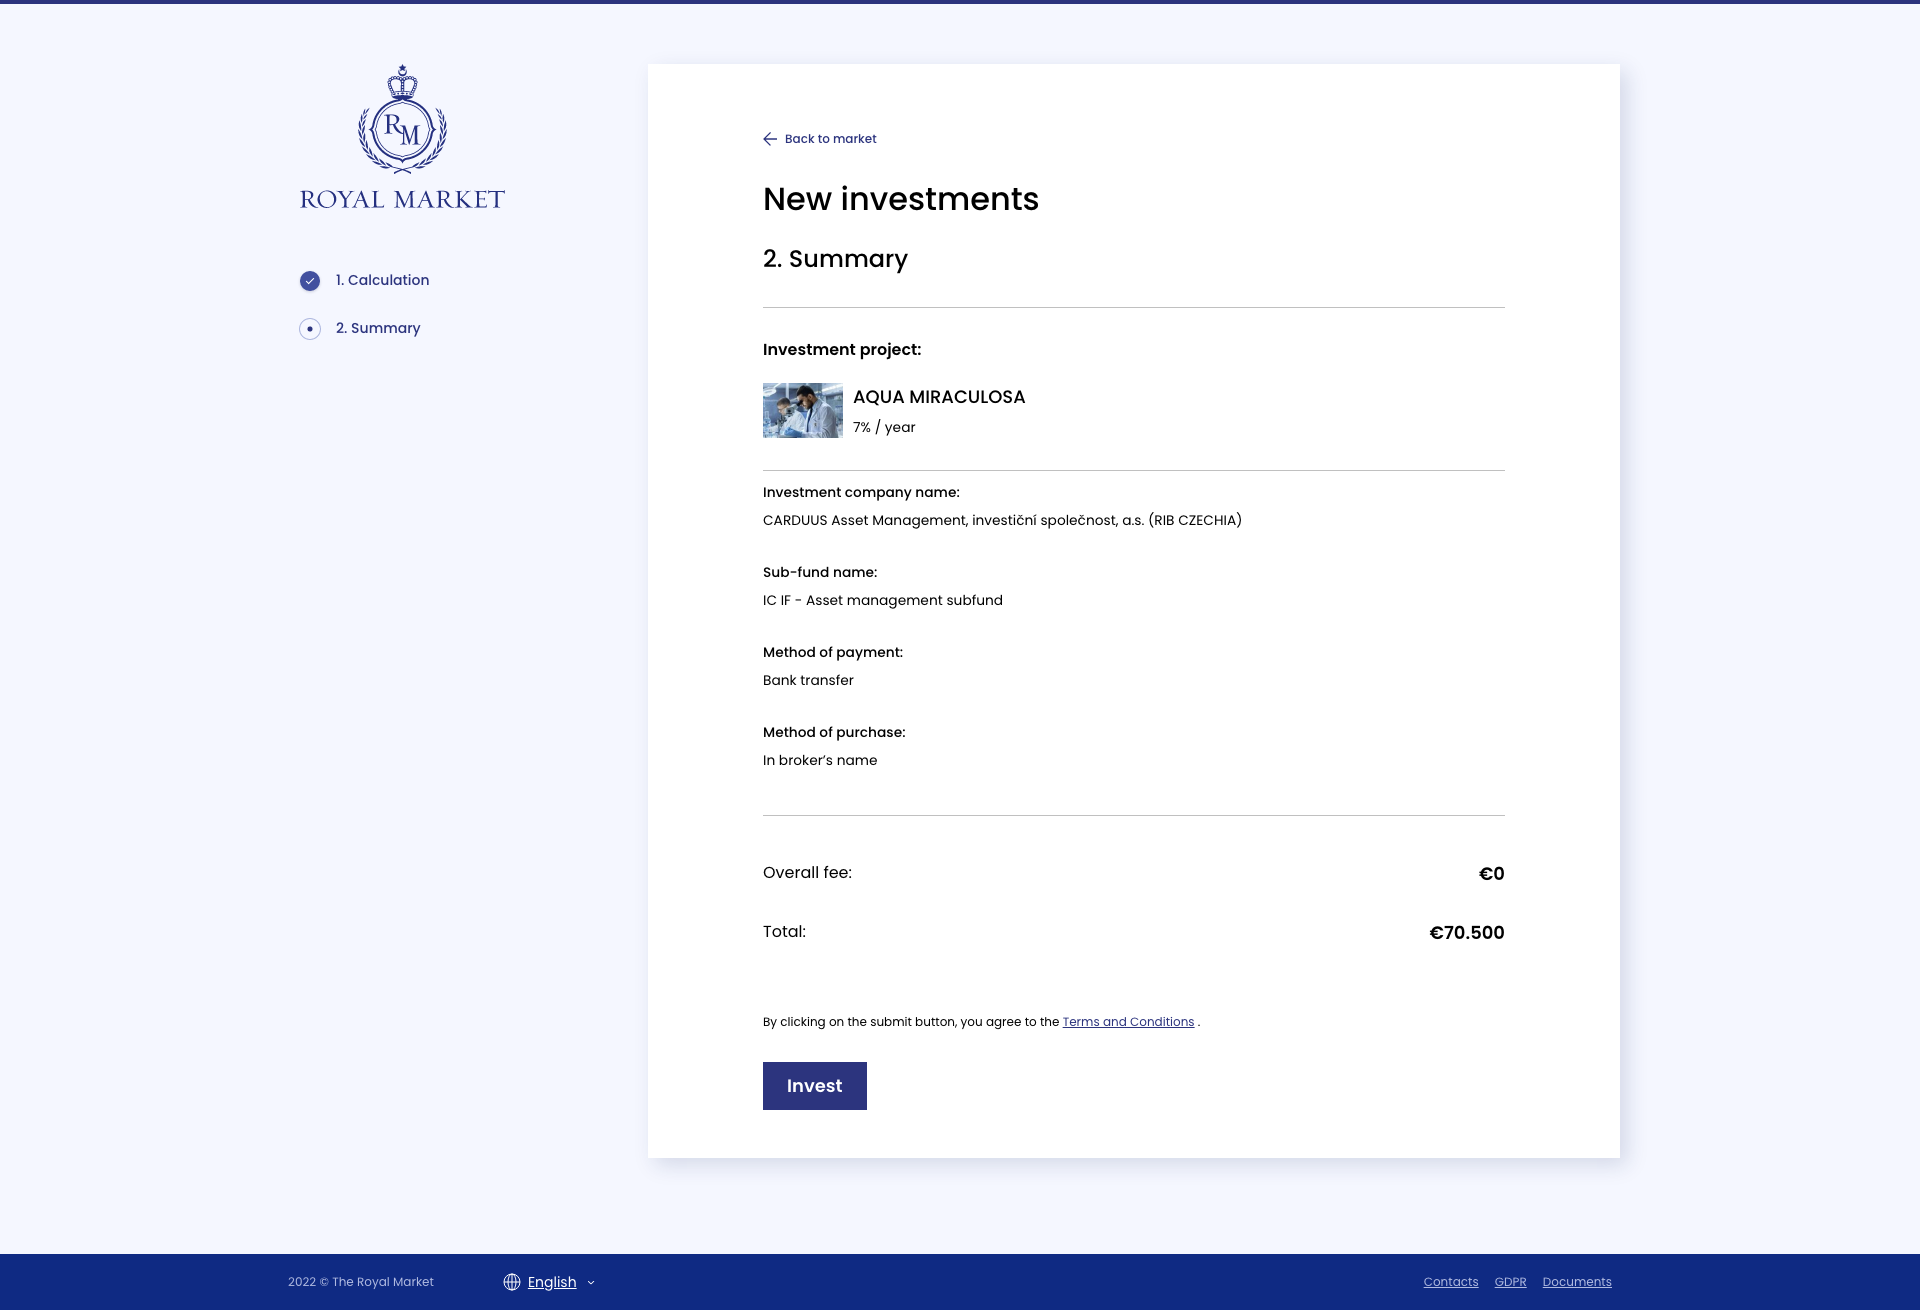 RM
ROYAL MARKET
1. Calculation
2. Summary
Back to market
New investments
2. Summary
Investment project:
AQUA MIRACULOSA
7% / year
Investment company name:
CARDUUS Asset Management, investiční společnost, a.s. (RIB CZECHIA)
Sub-fund name:
IC IF - Asset management subfund
Method of payment:
Bank transfer
Method of purchase:
In broker’s name
Overall fee: €0
Total: €70.500
By clicking on the submit button, you agree to the Terms and Conditions .
Invest
2022 © The Royal Market English Contacts GDPR Documents